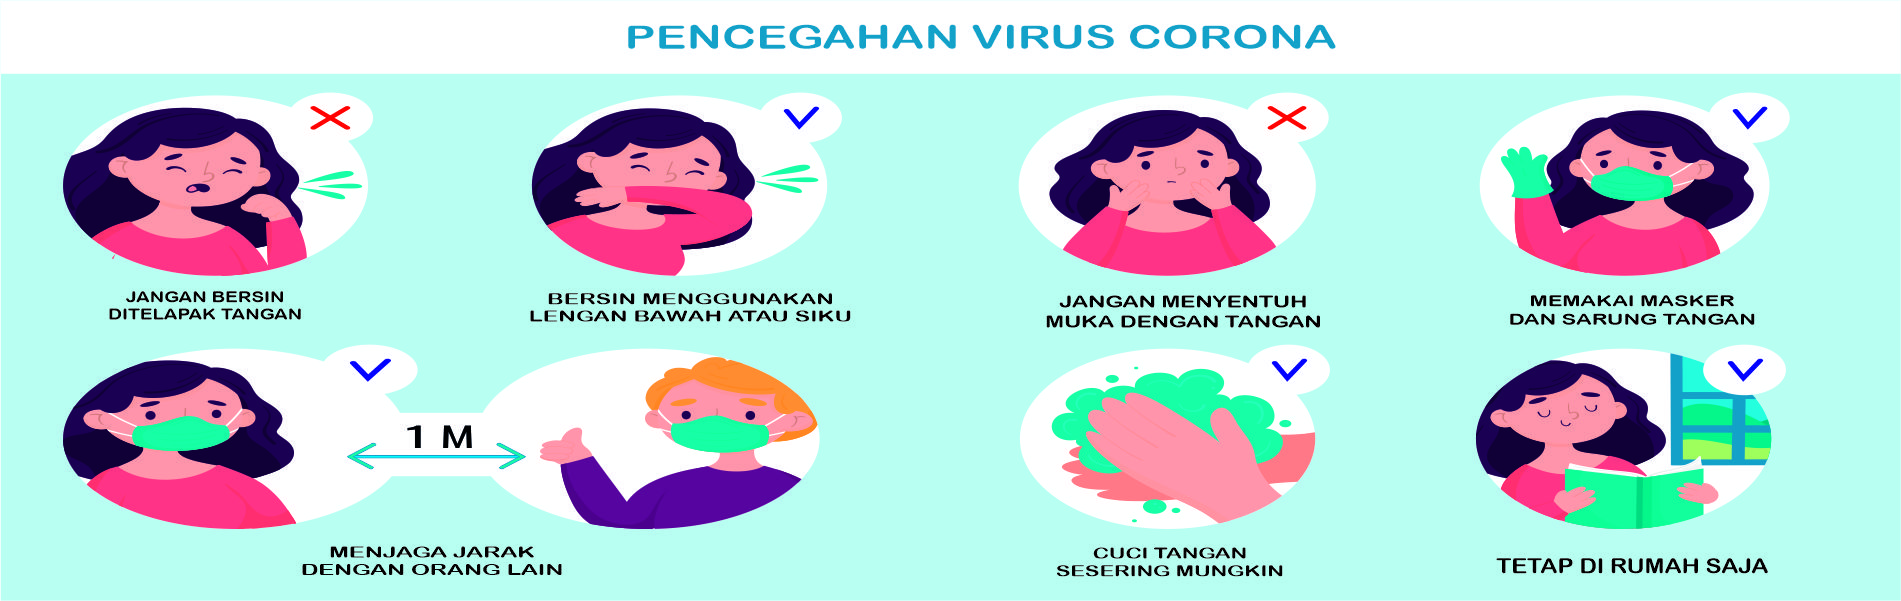 PENCEGAHAN VIRUS CORONA
JANGAN BERSIN
DITELAPAK TANGAN
BERSIN MENGGUNAKAN
LENGAN BAWAH ATAU SIKU
JANGAN MENYENTUH
MUKA DENGAN TANGAN
MEMAKAI MASKER
DAN SARUNG TANGAN
1 M
MENJAGA JARAK
DENGAN ORANG LAIN
CUCI TANGAN
SESERING MUNGKIN
TETAP DI RUMAH SAJA